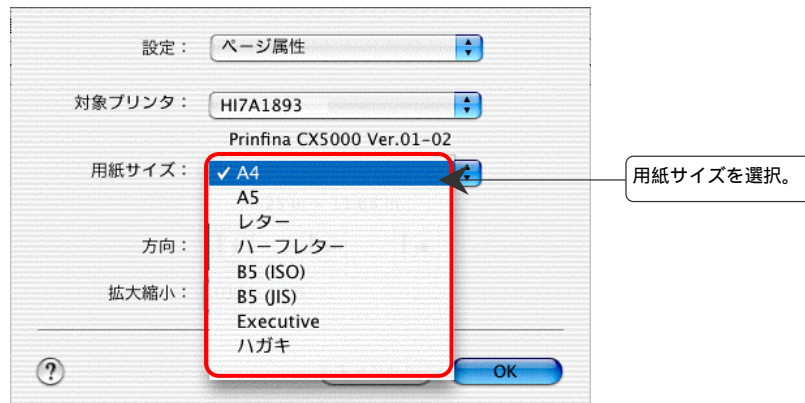 設定： ページ属性
対象プリンタ： HI7A1893
Prinfina CX5000 Ver.01-02
用紙サイズ： ✓ A4
用紙サイズを選択。
A5
レター
方向： ハーフレター
B5 (ISO)
拡大縮小： B5 (JIS)
Executive
ハガキ
? OK